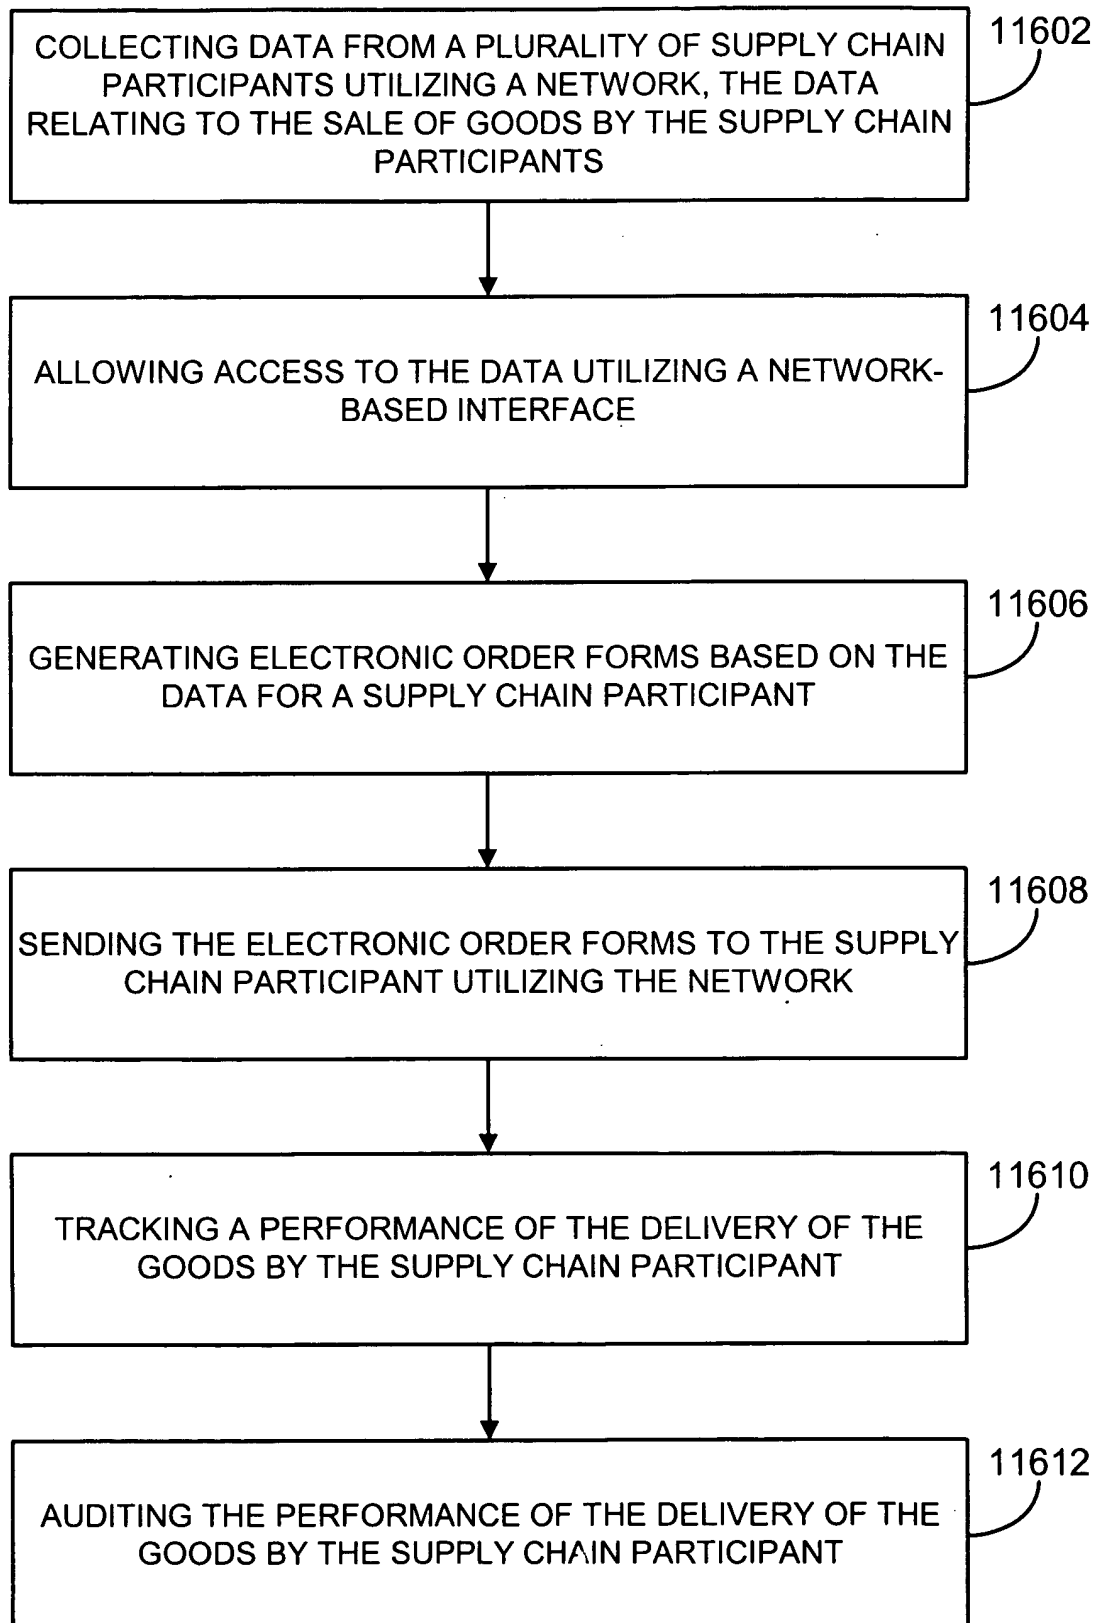 COLLECTING DATA FROM A PLURALITY OF SUPPLY CHAIN
PARTICIPANTS UTILIZING A NETWORK, THE DATA
RELATING TO THE SALE OF GOODS BY THE SUPPLY CHAIN
PARTICIPANTS
11602
ALLOWING ACCESS TO THE DATA UTILIZING A NETWORK-
BASED INTERFACE
11604
GENERATING ELECTRONIC ORDER FORMS BASED ON THE
DATA FOR A SUPPLY CHAIN PARTICIPANT
11606
SENDING THE ELECTRONIC ORDER FORMS TO THE SUPPLY
CHAIN PARTICIPANT UTILIZING THE NETWORK
11608
TRACKING A PERFORMANCE OF THE DELIVERY OF THE
GOODS BY THE SUPPLY CHAIN PARTICIPANT
11610
AUDITING THE PERFORMANCE OF THE DELIVERY OF THE
GOODS BY THE SUPPLY CHAIN PARTICIPANT
11612